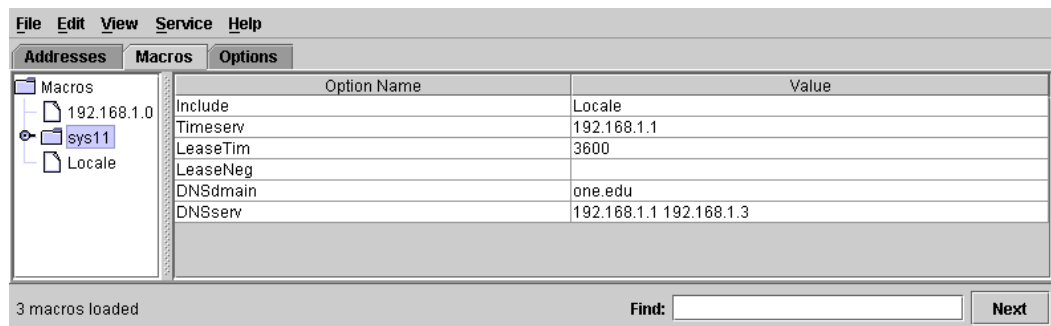 File Edit View Service Help
Addresses Macros Options
Macros
192.168.1.0
sys11
Locale
Option Name Value
Include Locale
Timeserv 192.168.1.1
LeaseTim 3600
LeaseNeg
DNSdmain one.edu
DNSserv 192.168.1.1 192.168.1.3
3 macros loaded Find: Next